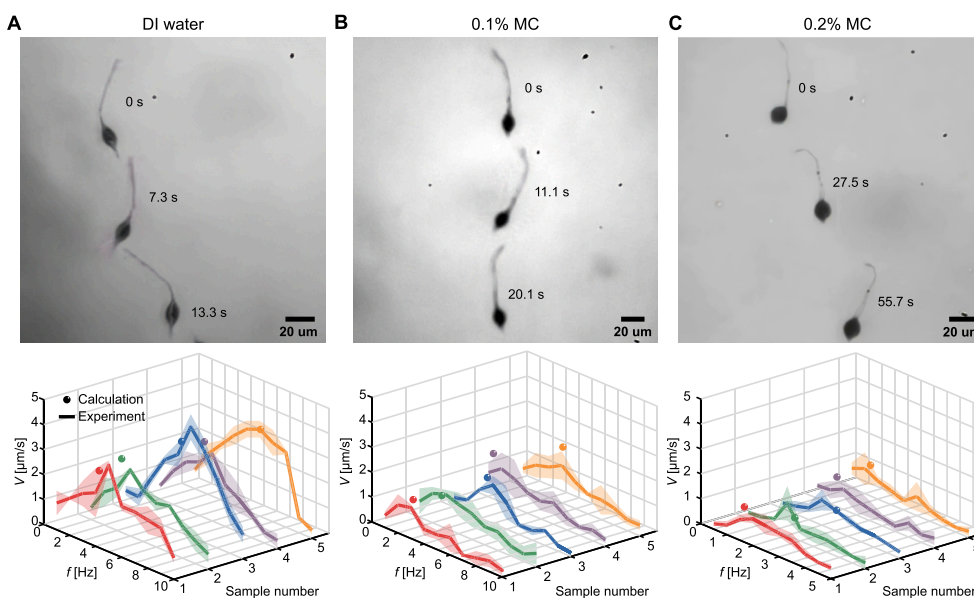 A DI water
B 0.1% MC
C 0.2% MC
0 s
7.3 s
13.3 s
20 um
0 s
11.1 s
20.1 s
20 um
0 s
27.5 s
55.7 s
20 um
5
4
3
2
1
0
V [µm/s]
Calculation
Experiment
2
4
6
8
10
f [Hz]
1
2
3
4
5
Sample number
5
4
3
2
1
0
V [µm/s]
0
2
4
6
8
10
f [Hz]
1
2
3
4
5
Sample number
5
4
3
2
1
0
V [µm/s]
1
2
3
4
5
f [Hz]
1
2
3
4
5
Sample number